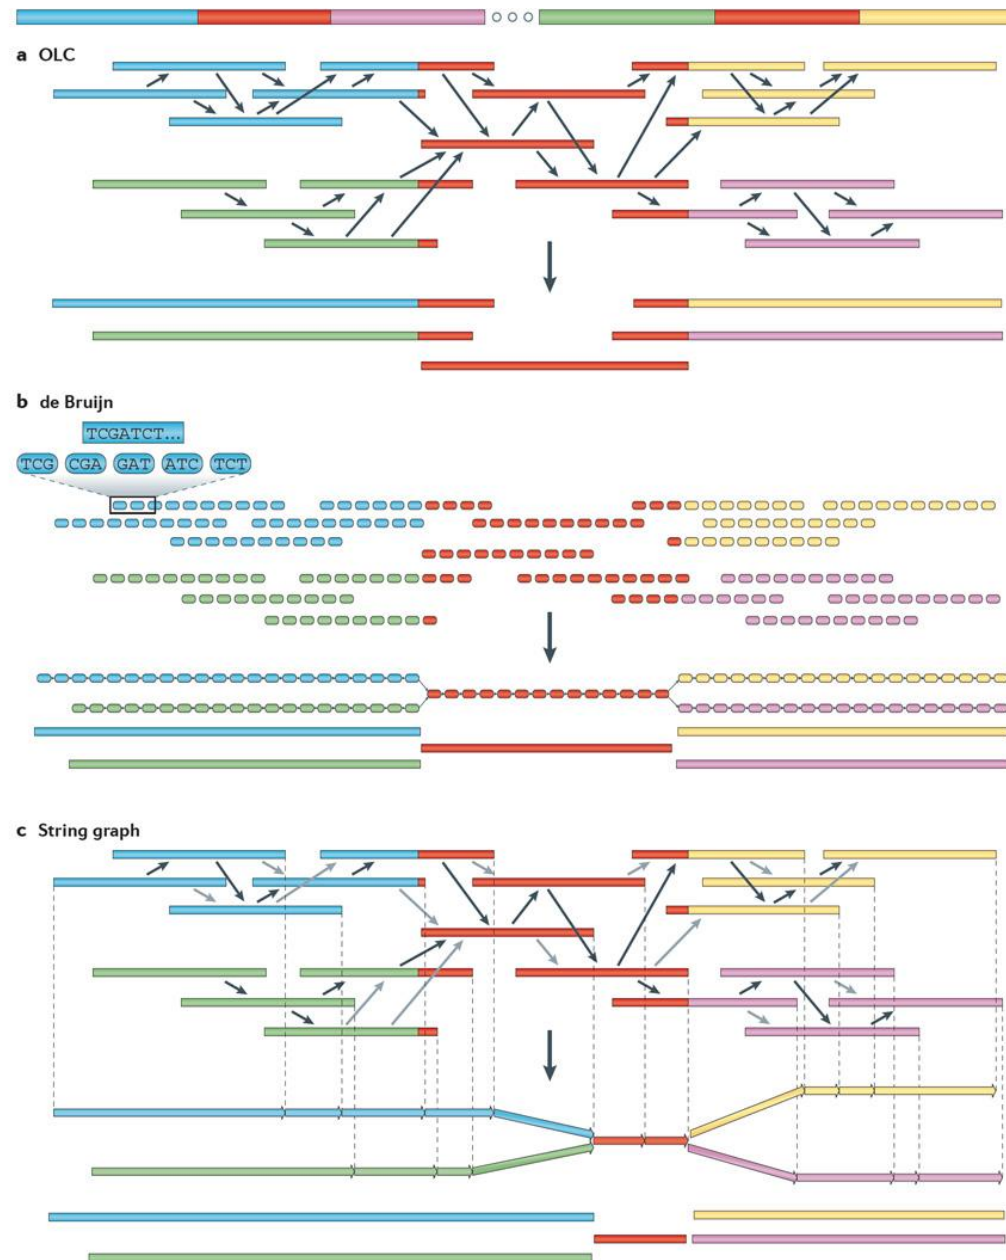 a OLC
b de Bruijn
TCGATCT...
TCG CGA GAT ATC TCT
c String graph